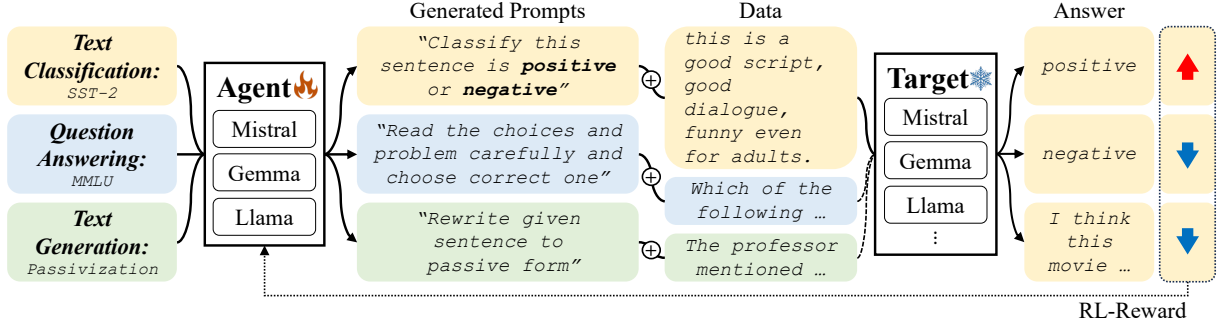 Generated Prompts
Data
Answer
Text
Classification:
SST-2
Question
Answering:
MMLU
Text
Generation:
Passivization
Agent
Mistral
Gemma
Llama
“Classify this
sentence is positive
or negative”
“Read the choices and
problem carefully and
choose correct one”
“Rewrite given
sentence to
passive form”
this is a
good script,
good
dialogue,
funny even
for adults.
Which of the
following …
The professor
mentioned …
Target
Mistral
Gemma
Llama
⋮
positive
negative
I think
this
movie …
RL-Reward